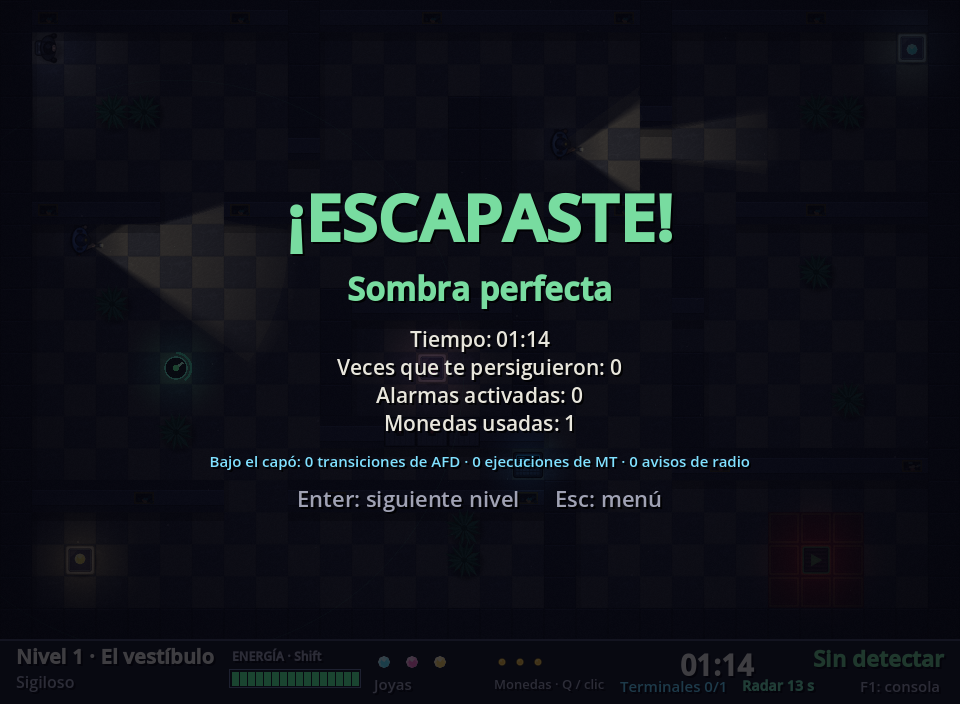 ¡ESCAPASTE!
Sombra perfecta
Tiempo: 01:14
Veces que te persiguieron: 0
Alarmas activadas: 0
Monedas usadas: 1
Bajo el capó: 0 transiciones de AFD · 0 ejecuciones de MT · 0 avisos de radio
Enter: siguiente nivel Esc: menú
Nivel 1 · El vestíbulo ENERGÍA · Shift 01:14 Sin detectar
Sigiloso Joyas Monedas · Q / clic Terminales 0/1 Radar 13 s F1: consola